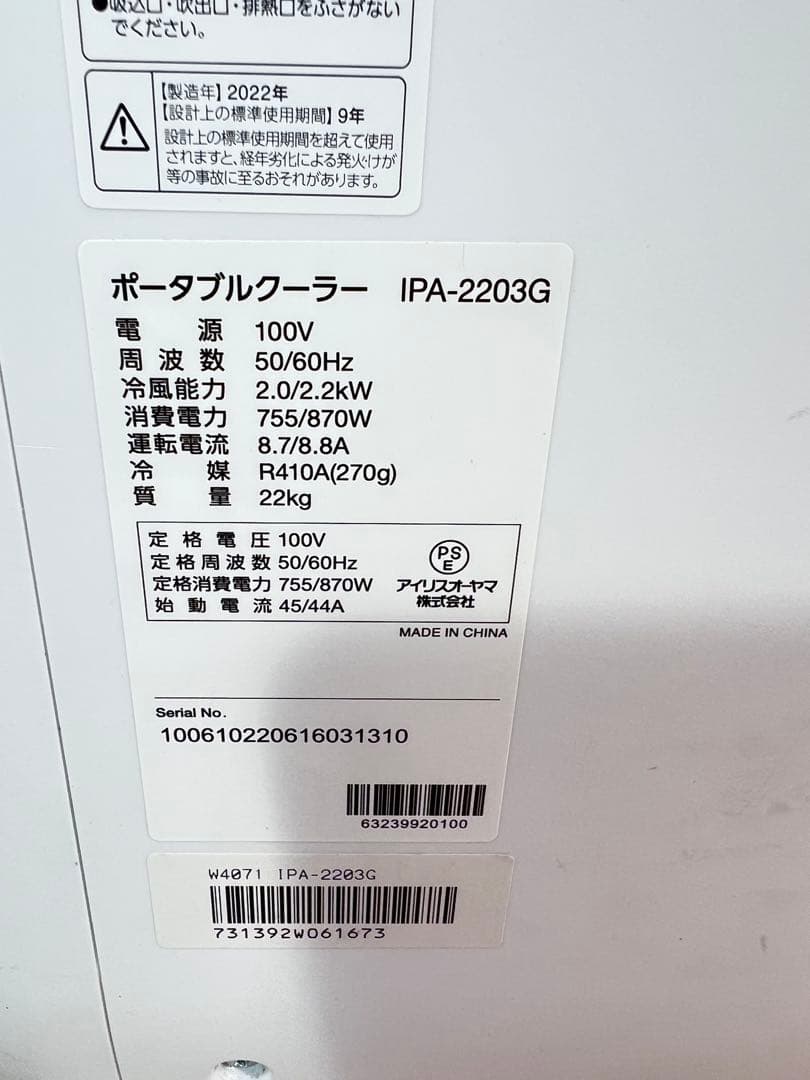 ●吸込口・吹出口・排熱口をふさがない
でください。
【製造年】2022年
【設計上の標準使用期間】9年
設計上の標準使用期間を超えて使用
されますと、経年劣化による発火・けが
等の事故に至るおそれがあります。
ポータブルクーラー IPA-2203G
電源 100V
周波数 50/60Hz
冷風能力 2.0/2.2kW
消費電力 755/870W
運転電流 8.7/8.8A
冷媒 R410A(270g)
質量 22kg
定格電圧 100V
定格周波数 50/60Hz
定格消費電力 755/870W
始動電流 45/44A
PS
E
アイリスオーヤマ
株式会社
MADE IN CHINA
Serial No.
100610220616031310
63239920100
W4071 IPA-2203G
731392W061673